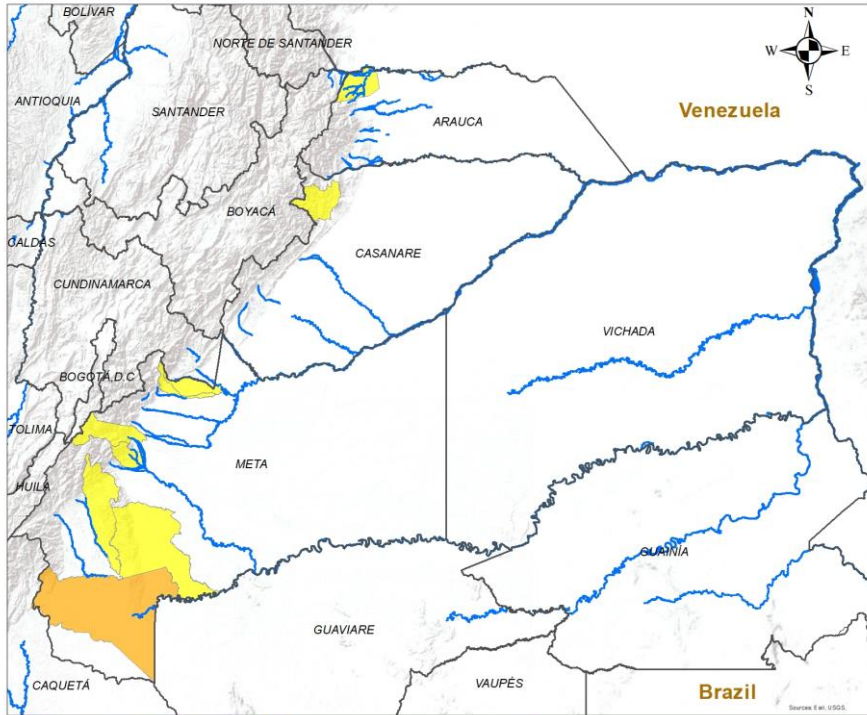 BOLÍVAR
N
NORTE DE SANTANDER
W
E
S
ANTIOQUIA
SANTANDER
Venezuela
ARAUCA
BOYACÁ
CALDAS
CASANARE
CUNDINAMARCA
VICHADA
BOGOTÁ.D.C
TOLIMA
META
HUILA
GUAINÍA
GUAVIARE
CAQUETÁ
VAUPÉS
Brazil
Sources: Esri, USGS,